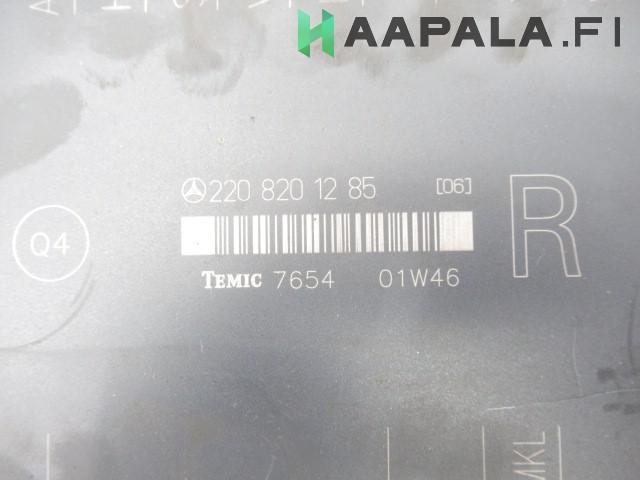 HAAPALA.FI
220 820 12 85 [06]
R
Q4
TEMIC 7654 01W46
MKL